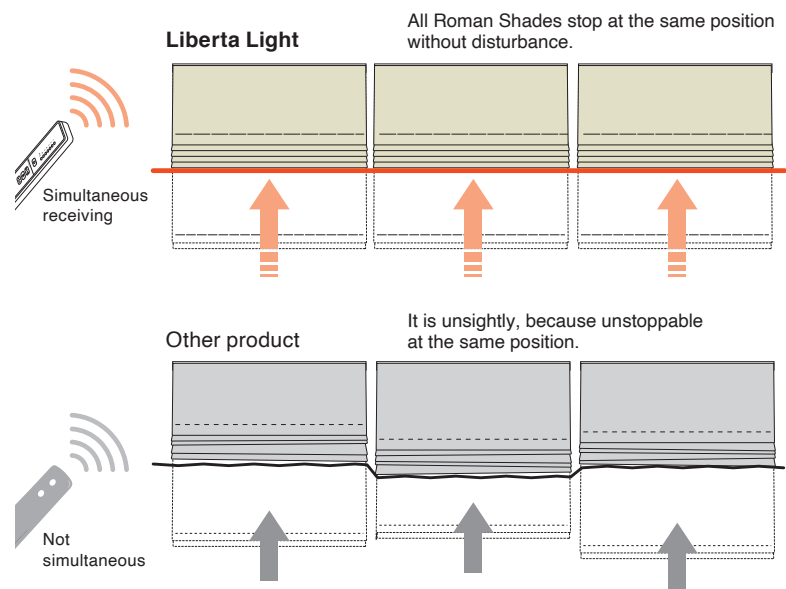 Liberta Light
All Roman Shades stop at the same position
without disturbance.
Simultaneous
receiving
Other product
It is unsightly, because unstoppable
at the same position.
Not
simultaneous